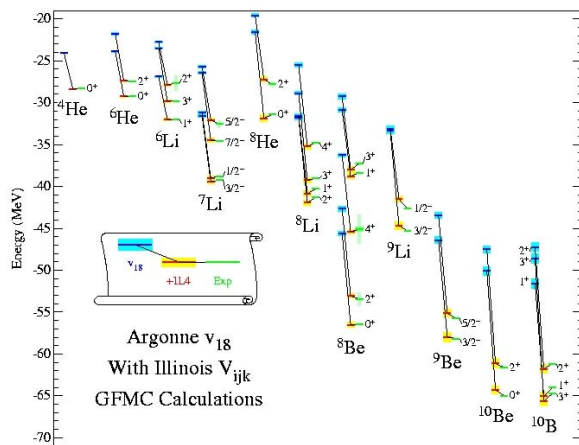 -20
-25
-30
-35
-40
-45
-50
-55
-60
-65
-70
Energy (MeV)
0+
⁴He
2+
0+
⁶He
2+
3+
1+
⁶Li
5/2−
7/2−
1/2−
3/2−
⁷Li
2+
0+
⁸He
4+
3+
1+
2+
⁸Li
3+
1+
4+
2+
0+
⁸Be
1/2−
3/2−
⁹Li
5/2−
3/2−
⁹Be
2+
0+
¹⁰Be
2+
3+
1+
2+
1+
3+
¹⁰B
v₁₈
+IL4
Exp
Argonne v₁₈
With Illinois Vᵢⱼₖ
GFMC Calculations